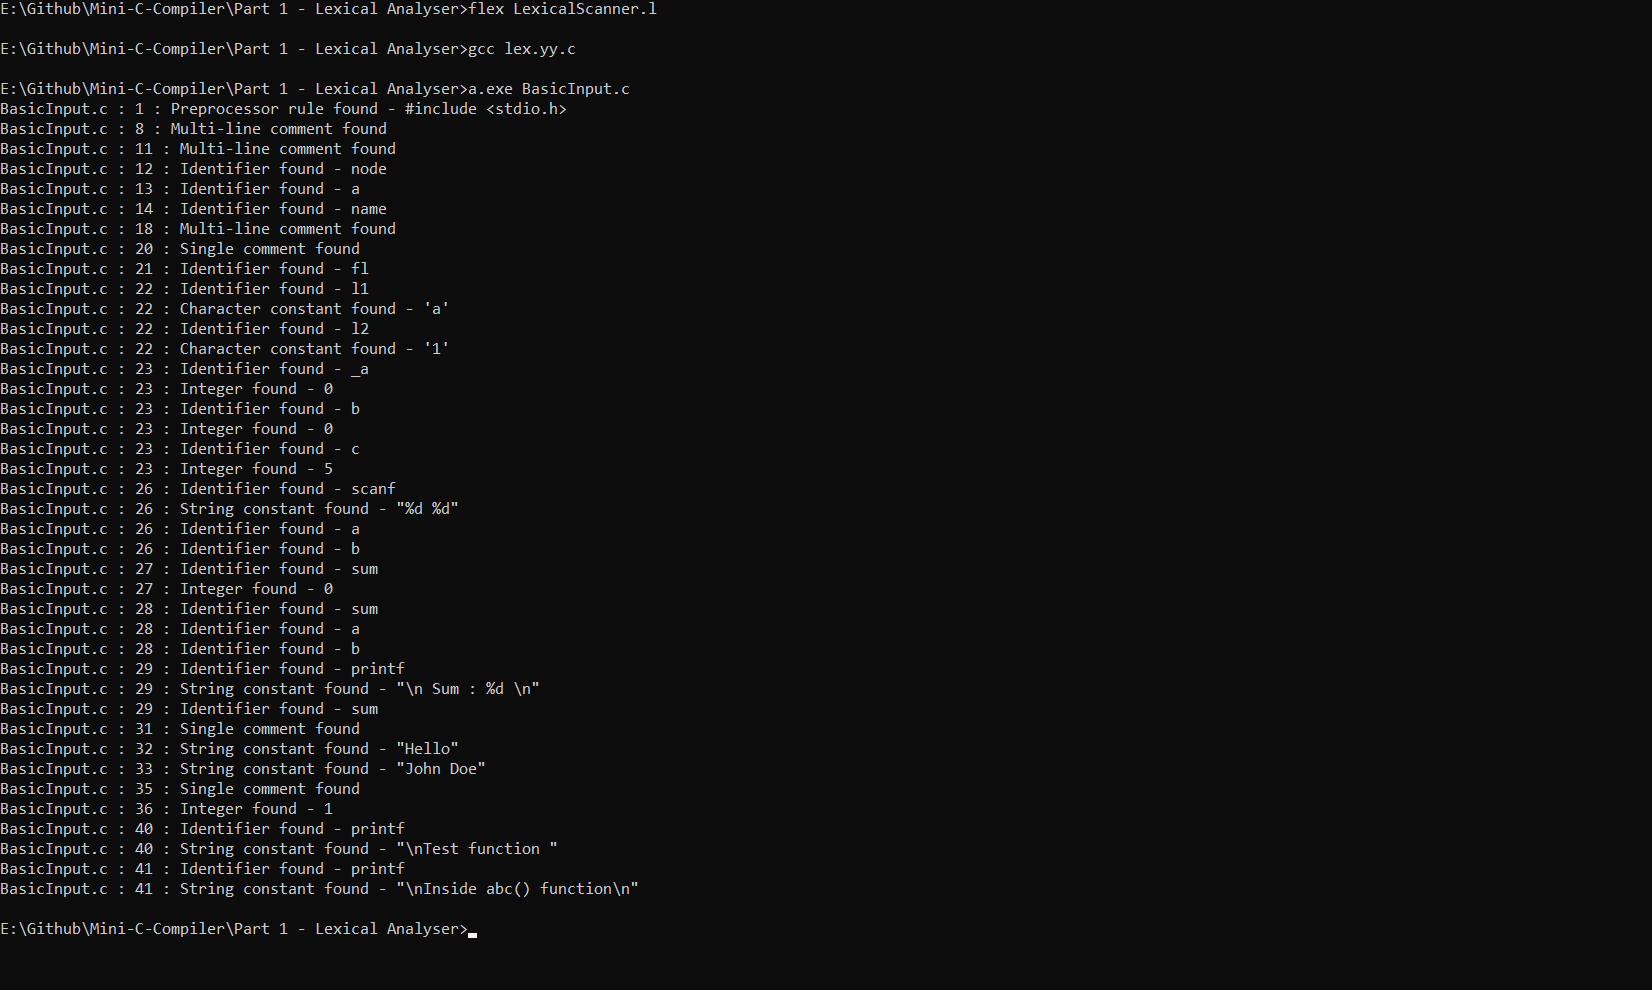 E:\Github\Mini-C-Compiler\Part 1 - Lexical Analyser>flex LexicalScanner.l
E:\Github\Mini-C-Compiler\Part 1 - Lexical Analyser>gcc lex.yy.c
E:\Github\Mini-C-Compiler\Part 1 - Lexical Analyser>a.exe BasicInput.c
BasicInput.c : 1 : Preprocessor rule found - #include <stdio.h>
BasicInput.c : 8 : Multi-line comment found
BasicInput.c : 11 : Multi-line comment found
BasicInput.c : 12 : Identifier found - node
BasicInput.c : 13 : Identifier found - a
BasicInput.c : 14 : Identifier found - name
BasicInput.c : 18 : Multi-line comment found
BasicInput.c : 20 : Single comment found
BasicInput.c : 21 : Identifier found - fl
BasicInput.c : 22 : Identifier found - l1
BasicInput.c : 22 : Character constant found - 'a'
BasicInput.c : 22 : Identifier found - l2
BasicInput.c : 22 : Character constant found - '1'
BasicInput.c : 23 : Identifier found - _a
BasicInput.c : 23 : Integer found - 0
BasicInput.c : 23 : Identifier found - b
BasicInput.c : 23 : Integer found - 0
BasicInput.c : 23 : Identifier found - c
BasicInput.c : 23 : Integer found - 5
BasicInput.c : 26 : Identifier found - scanf
BasicInput.c : 26 : String constant found - "%d %d"
BasicInput.c : 26 : Identifier found - a
BasicInput.c : 26 : Identifier found - b
BasicInput.c : 27 : Identifier found - sum
BasicInput.c : 27 : Integer found - 0
BasicInput.c : 28 : Identifier found - sum
BasicInput.c : 28 : Identifier found - a
BasicInput.c : 28 : Identifier found - b
BasicInput.c : 29 : Identifier found - printf
BasicInput.c : 29 : String constant found - "\n Sum : %d \n"
BasicInput.c : 29 : Identifier found - sum
BasicInput.c : 31 : Single comment found
BasicInput.c : 32 : String constant found - "Hello"
BasicInput.c : 33 : String constant found - "John Doe"
BasicInput.c : 35 : Single comment found
BasicInput.c : 36 : Integer found - 1
BasicInput.c : 40 : Identifier found - printf
BasicInput.c : 40 : String constant found - "\nTest function "
BasicInput.c : 41 : Identifier found - printf
BasicInput.c : 41 : String constant found - "\nInside abc() function\n"
E:\Github\Mini-C-Compiler\Part 1 - Lexical Analyser>